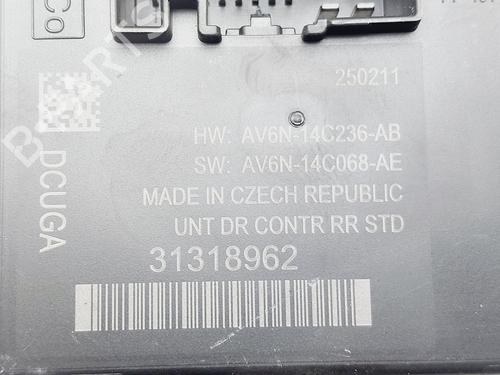 Co
250211
HW: AV6N-14C236-AB
SW: AV6N-14C068-AE
DCUGA
MADE IN CZECH REPUBLIC
UNT DR CONTR RR STD
31318962